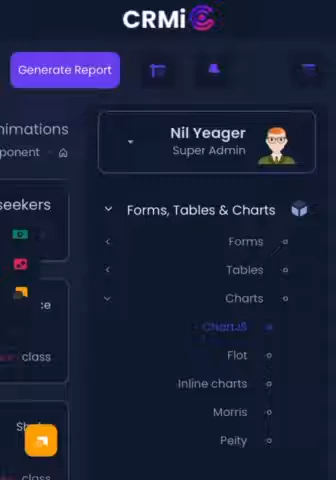 CRMi
Generate Report
nimations
ponent
Nil Yeager
Super Admin
seekers
Forms, Tables & Charts
Forms
Tables
Charts
ChartJS
class
Flot
Inline charts
Morris
Peity
class